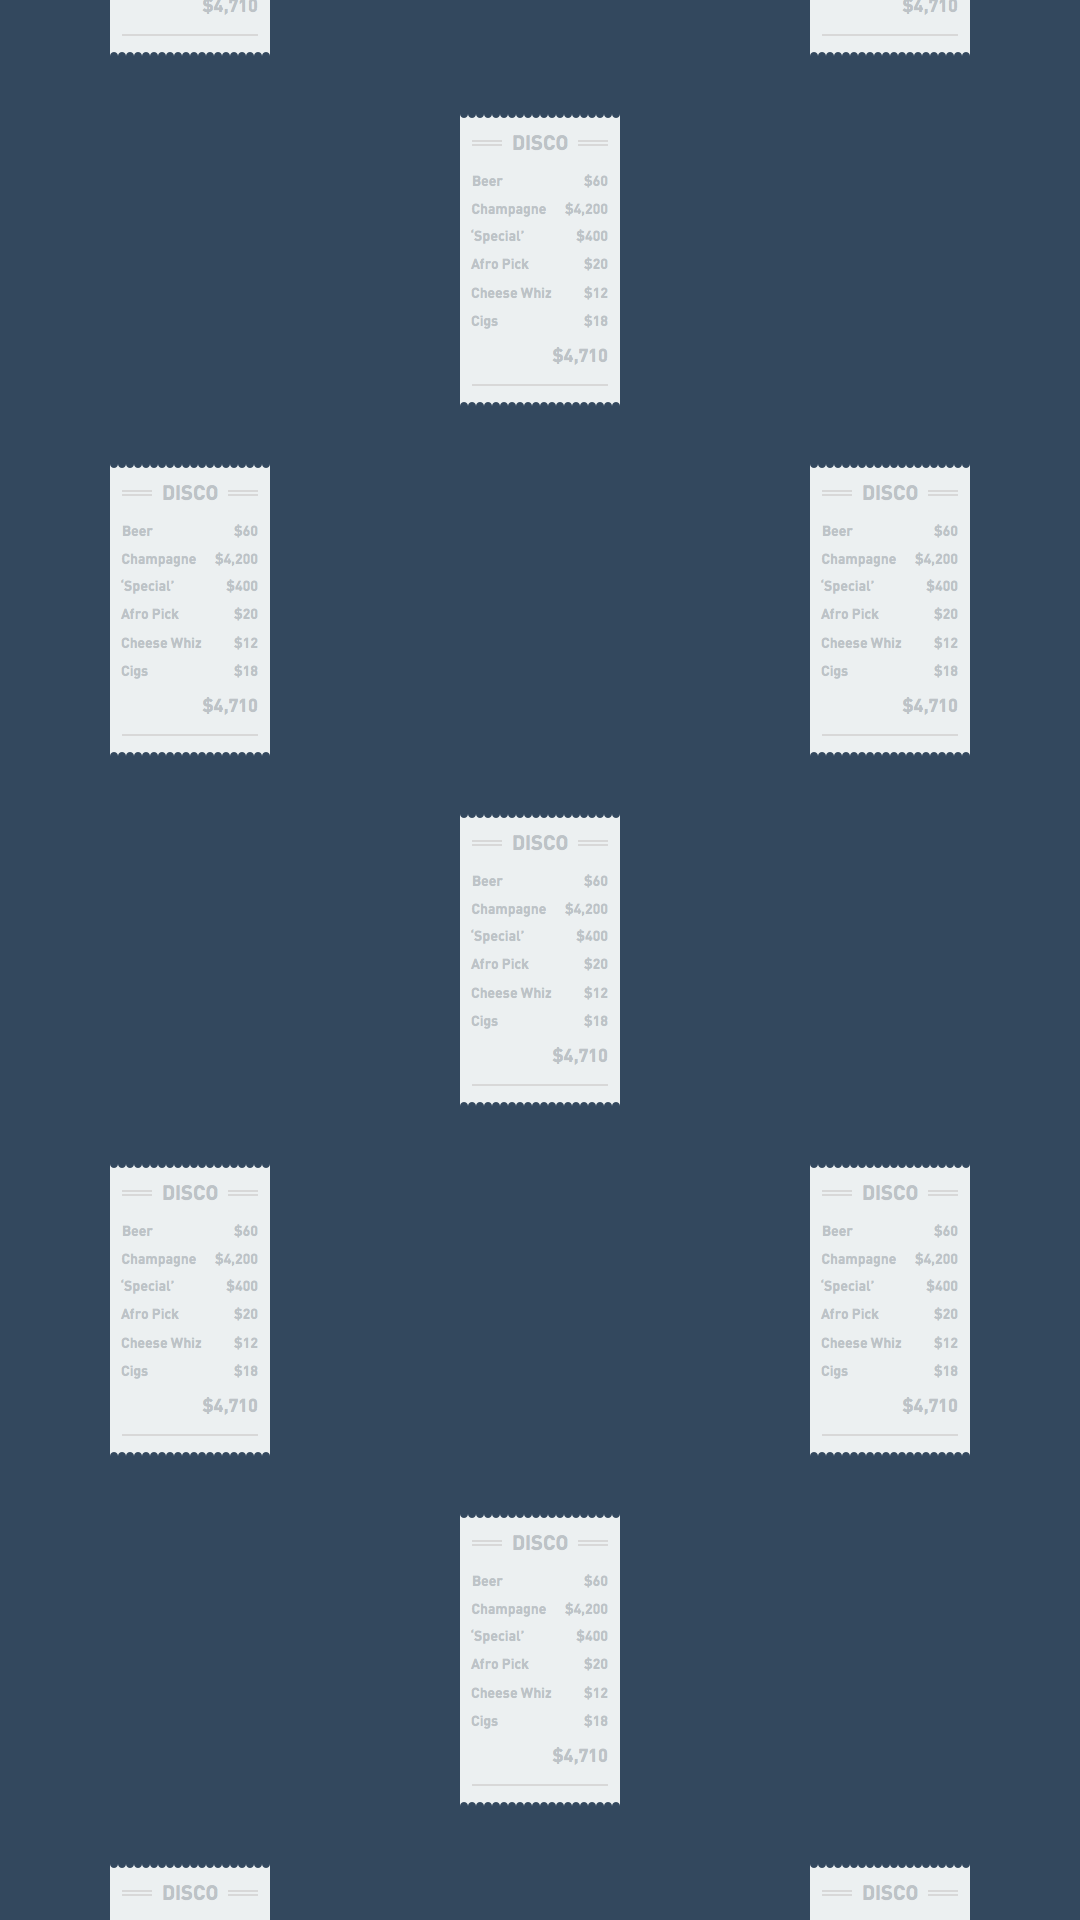 $4,710
$4,710
DISCO
Beer $60
Champagne $4,200
‘Special’ $400
Afro Pick $20
Cheese Whiz $12
Cigs $18
$4,710
DISCO
Beer $60
Champagne $4,200
‘Special’ $400
Afro Pick $20
Cheese Whiz $12
Cigs $18
$4,710
DISCO
Beer $60
Champagne $4,200
‘Special’ $400
Afro Pick $20
Cheese Whiz $12
Cigs $18
$4,710
DISCO
Beer $60
Champagne $4,200
‘Special’ $400
Afro Pick $20
Cheese Whiz $12
Cigs $18
$4,710
DISCO
Beer $60
Champagne $4,200
‘Special’ $400
Afro Pick $20
Cheese Whiz $12
Cigs $18
$4,710
DISCO
Beer $60
Champagne $4,200
‘Special’ $400
Afro Pick $20
Cheese Whiz $12
Cigs $18
$4,710
DISCO
Beer $60
Champagne $4,200
‘Special’ $400
Afro Pick $20
Cheese Whiz $12
Cigs $18
$4,710
DISCO
DISCO